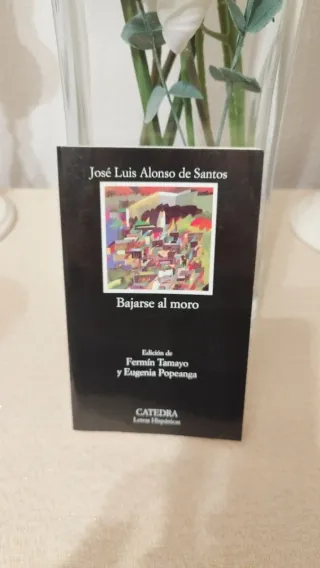 José Luis Alonso de Santos
Bajarse al moro
Edición de
Fermín Tamayo
y Eugenia Popeanga
CATEDRA
Letras Hispánicas